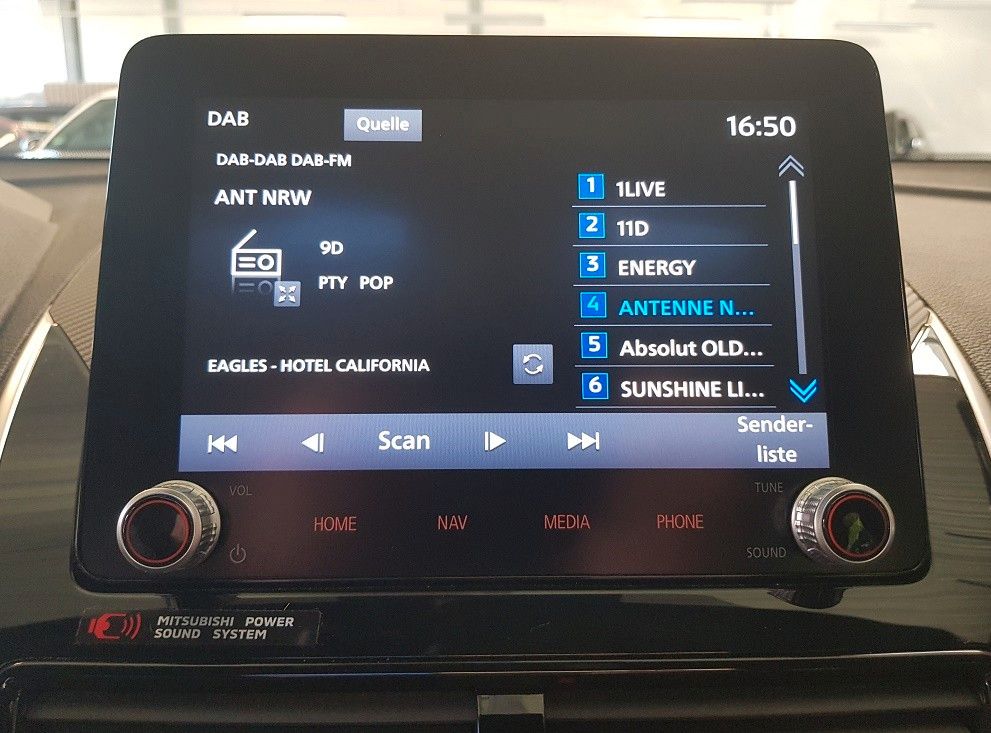 DAB
Quelle
16:50
DAB-DAB DAB-FM
ANT NRW
9D
PTY POP
EAGLES - HOTEL CALIFORNIA
1 1LIVE
2 11D
3 ENERGY
4 ANTENNE N...
5 Absolut OLD...
6 SUNSHINE LI...
Scan
Sender-
liste
VOL
TUNE
HOME
NAV
MEDIA
PHONE
SOUND
MITSUBISHI POWER
SOUND SYSTEM